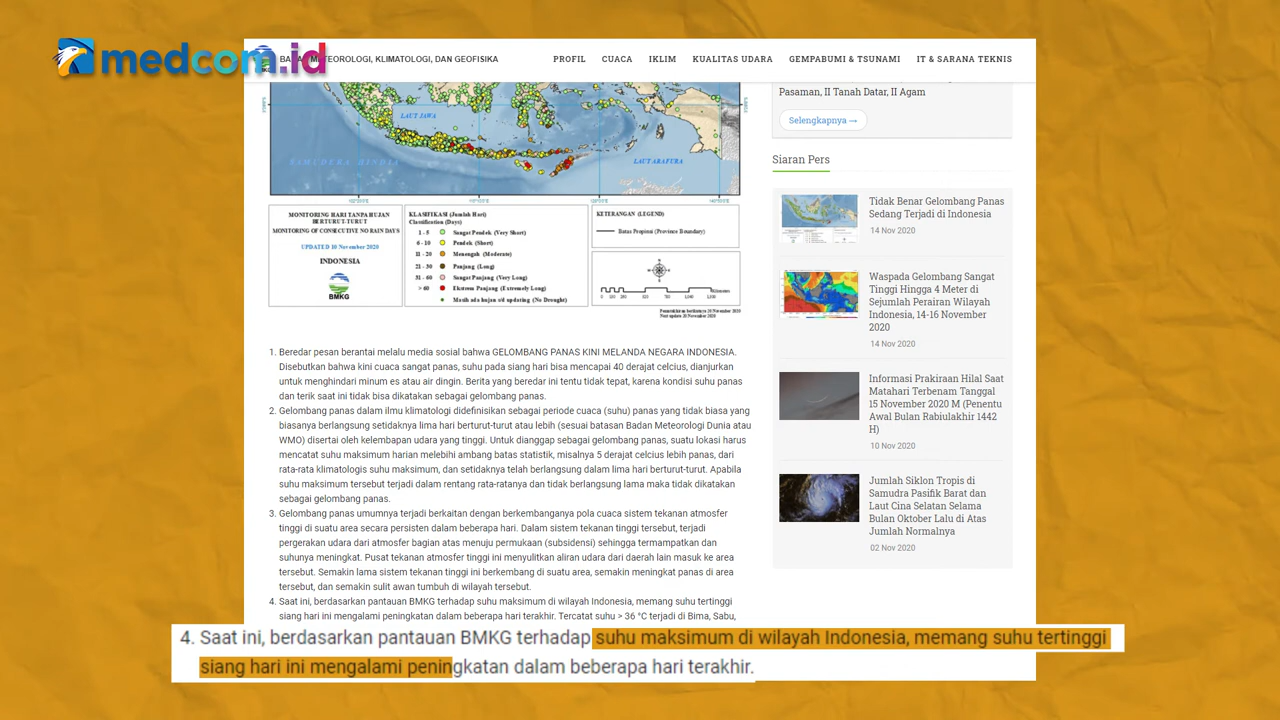 medcom.id
METEOROLOGI, KLIMATOLOGI, DAN GEOFISIKA
PROFIL CUACA IKLIM KUALITAS UDARA GEMPABUMI & TSUNAMI IT & SARANA TEKNIS
LAUT JAWA
SAMUDERA HINDIA
LAUT ARAFURA
MONITORING HARI TANPA HUJAN
BERTURUT-TURUT
MONITORING OF CONSECUTIVE NO RAIN DAYS
UPDATED 10 November 2020
INDONESIA
BMKG
KLASIFIKASI (Jumlah Hari)
Classification (Days)
1 - 5 Sangat Pendek (Very Short)
6 - 10 Pendek (Short)
11 - 20 Menengah (Moderate)
21 - 30 Panjang (Long)
31 - 60 Sangat Panjang (Very Long)
> 60 Ekstrem Panjang (Extremely Long)
Masih ada hujan s/d updating (No Drought)
KETERANGAN (LEGEND)
Batas Propinsi (Province Boundary)
Pemutakhiran berikutnya 20 November 2020
Next update 20 November 2020
1. Beredar pesan berantai melalu media sosial bahwa GELOMBANG PANAS KINI MELANDA NEGARA INDONESIA.
Disebutkan bahwa kini cuaca sangat panas, suhu pada siang hari bisa mencapai 40 derajat celcius, dianjurkan
untuk menghindari minum es atau air dingin. Berita yang beredar ini tentu tidak tepat, karena kondisi suhu panas
dan terik saat ini tidak bisa dikatakan sebagai gelombang panas.
2. Gelombang panas dalam ilmu klimatologi didefinisikan sebagai periode cuaca (suhu) panas yang tidak biasa yang
biasanya berlangsung setidaknya lima hari berturut-turut atau lebih (sesuai batasan Badan Meteorologi Dunia atau
WMO) disertai oleh kelembapan udara yang tinggi. Untuk dianggap sebagai gelombang panas, suatu lokasi harus
mencatat suhu maksimum harian melebihi ambang batas statistik, misalnya 5 derajat celcius lebih panas, dari
rata-rata klimatologis suhu maksimum, dan setidaknya telah berlangsung dalam lima hari berturut-turut. Apabila
suhu maksimum tersebut terjadi dalam rentang rata-ratanya dan tidak berlangsung lama maka tidak dikatakan
sebagai gelombang panas.
3. Gelombang panas umumnya terjadi berkaitan dengan berkembangnya pola cuaca sistem tekanan atmosfer
tinggi di suatu area secara persisten dalam beberapa hari. Dalam sistem tekanan tinggi tersebut, terjadi
pergerakan udara dari atmosfer bagian atas menuju permukaan (subsidensi) sehingga termampatkan dan
suhunya meningkat. Pusat tekanan atmosfer tinggi ini menyulitkan aliran udara dari daerah lain masuk ke area
tersebut. Semakin lama sistem tekanan tinggi ini berkembang di suatu area, semakin meningkat panas di area
tersebut, dan semakin sulit awan tumbuh di wilayah tersebut.
4. Saat ini, berdasarkan pantauan BMKG terhadap suhu maksimum di wilayah Indonesia, memang suhu tertinggi
siang hari ini mengalami peningkatan dalam beberapa hari terakhir. Tercatat suhu > 36 °C terjadi di Bima, Sabu,
4. Saat ini, berdasarkan pantauan BMKG terhadap suhu maksimum di wilayah Indonesia, memang suhu tertinggi
siang hari ini mengalami peningkatan dalam beberapa hari terakhir.
Pasaman, II Tanah Datar, II Agam
Selengkapnya →
Siaran Pers
Tidak Benar Gelombang Panas
Sedang Terjadi di Indonesia
14 Nov 2020
Waspada Gelombang Sangat
Tinggi Hingga 4 Meter di
Sejumlah Perairan Wilayah
Indonesia, 14-16 November
2020
14 Nov 2020
Informasi Prakiraan Hilal Saat
Matahari Terbenam Tanggal
15 November 2020 M (Penentu
Awal Bulan Rabiulakhir 1442
H)
10 Nov 2020
Jumlah Siklon Tropis di
Samudra Pasifik Barat dan
Laut Cina Selatan Selama
Bulan Oktober Lalu di Atas
Jumlah Normalnya
02 Nov 2020